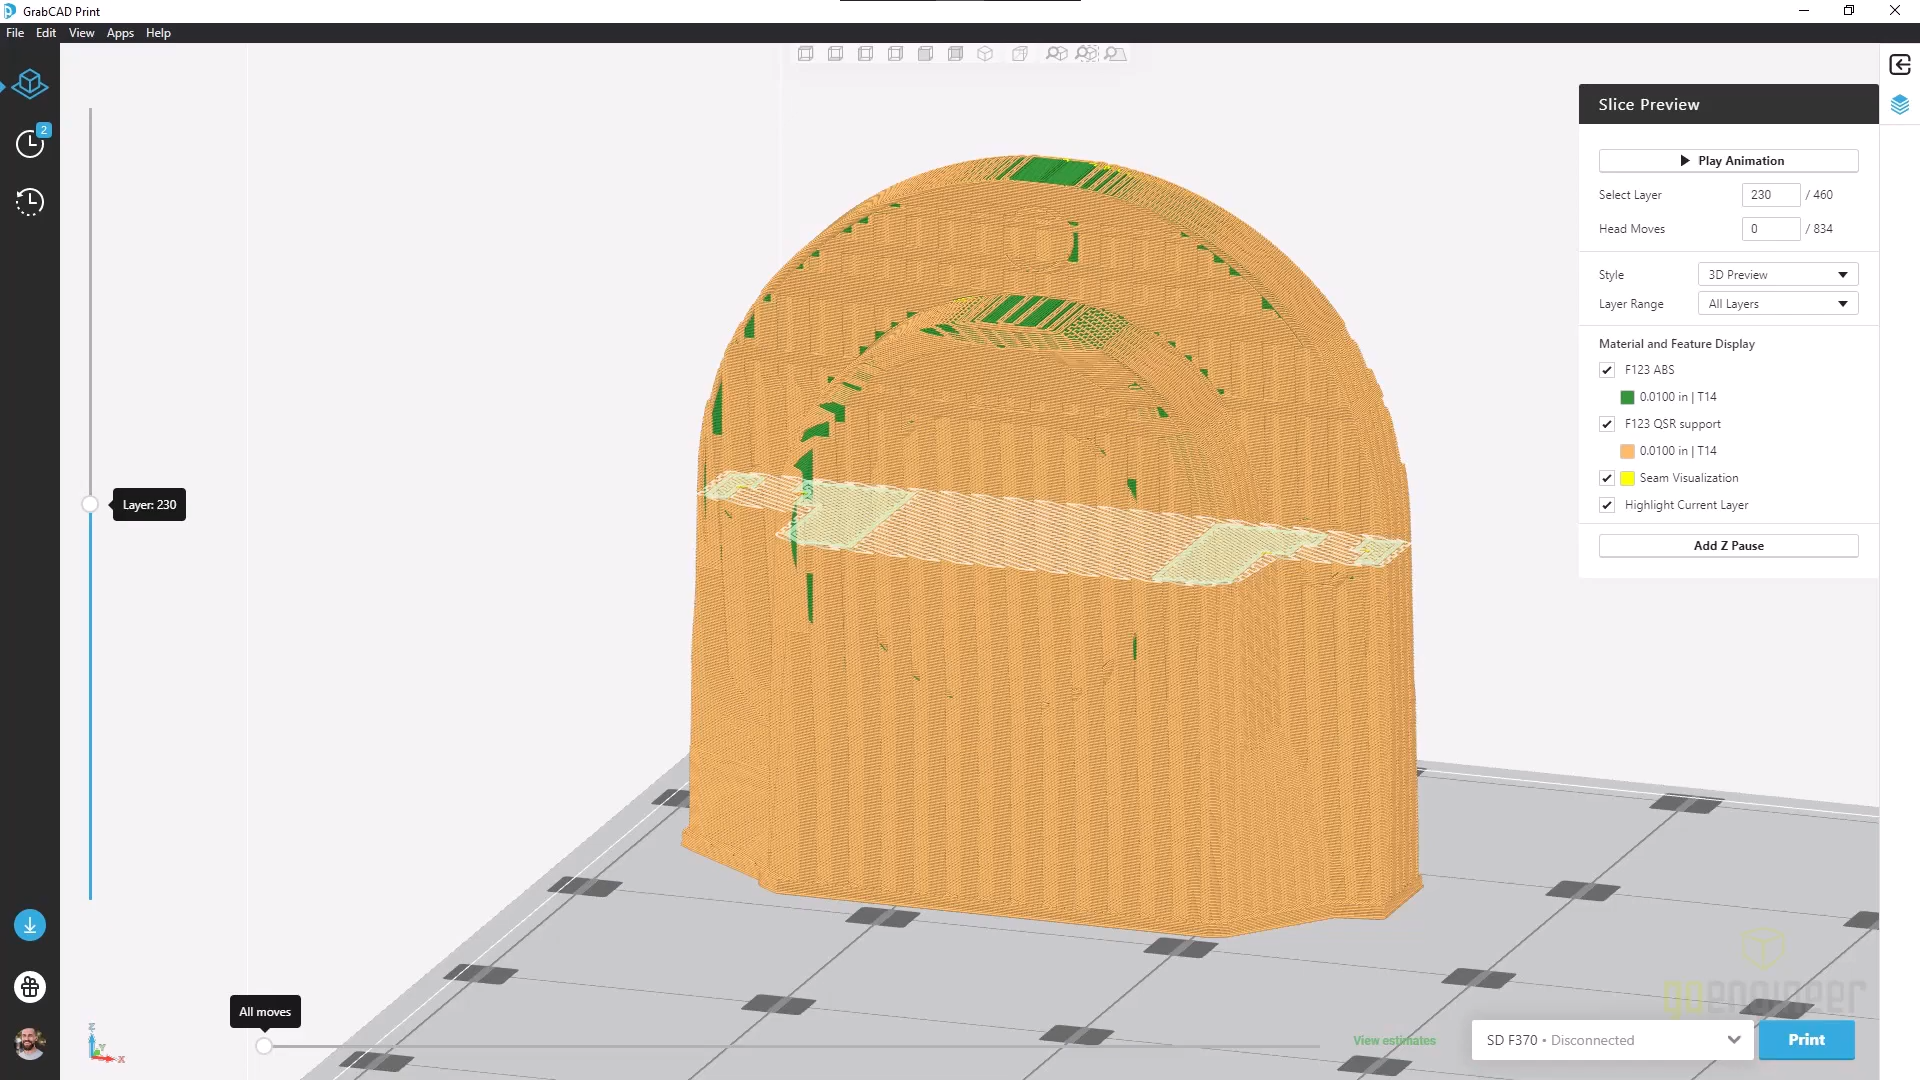 GrabCAD Print
File Edit View Apps Help
2
Slice Preview
Play Animation
Select Layer 230 / 460
Head Moves 0 / 834
Style 3D Preview
Layer Range All Layers
Material and Feature Display
F123 ABS
0.0100 in | T14
F123 QSR support
0.0100 in | T14
Seam Visualization
Highlight Current Layer
Add Z Pause
Layer: 230
All moves
Z
Y
X
goengineer
View estimates
SD F370 • Disconnected
Print